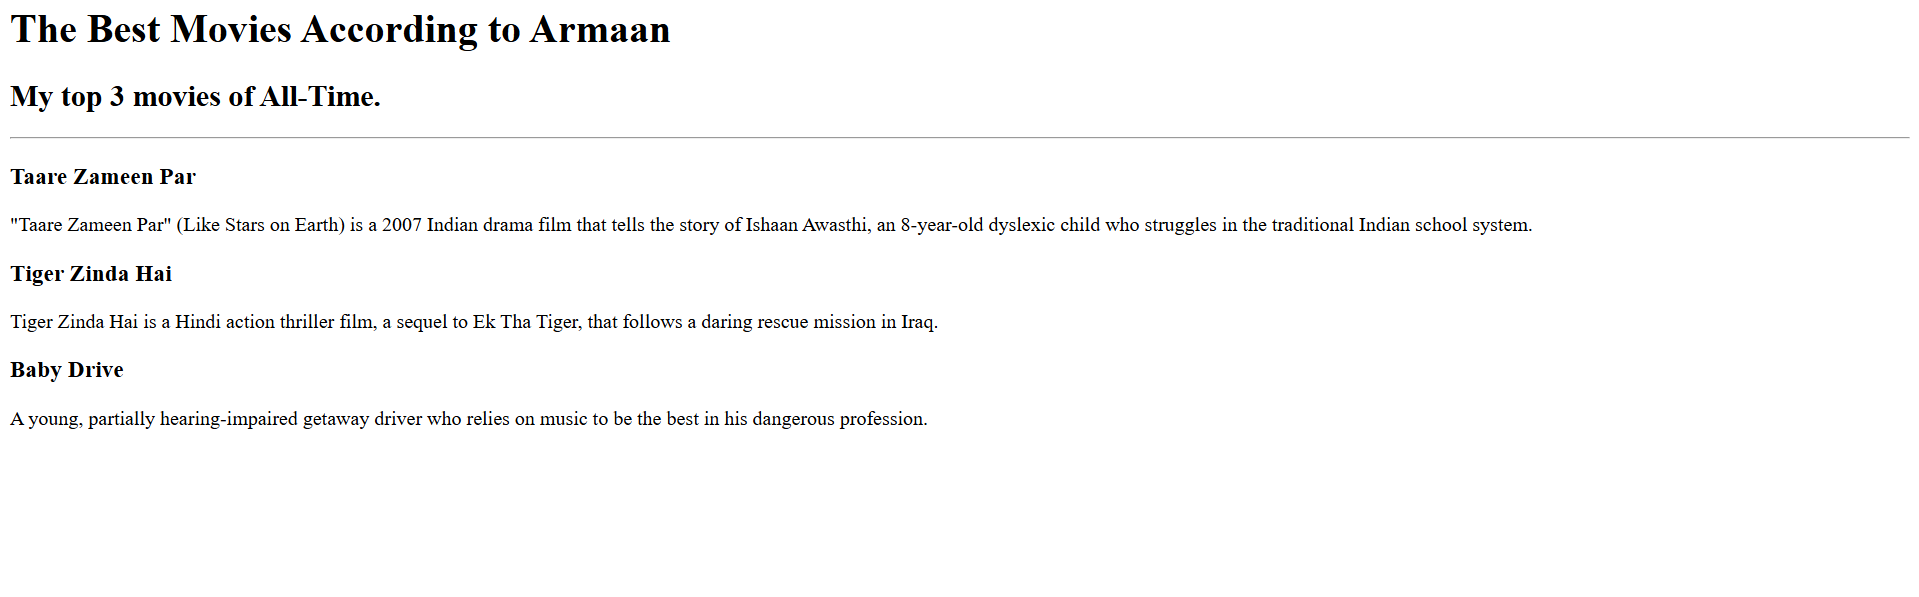 The Best Movies According to Armaan
My top 3 movies of All-Time.
Taare Zameen Par
"Taare Zameen Par" (Like Stars on Earth) is a 2007 Indian drama film that tells the story of Ishaan Awasthi, an 8-year-old dyslexic child who struggles in the traditional Indian school system.
Tiger Zinda Hai
Tiger Zinda Hai is a Hindi action thriller film, a sequel to Ek Tha Tiger, that follows a daring rescue mission in Iraq.
Baby Drive
A young, partially hearing-impaired getaway driver who relies on music to be the best in his dangerous profession.